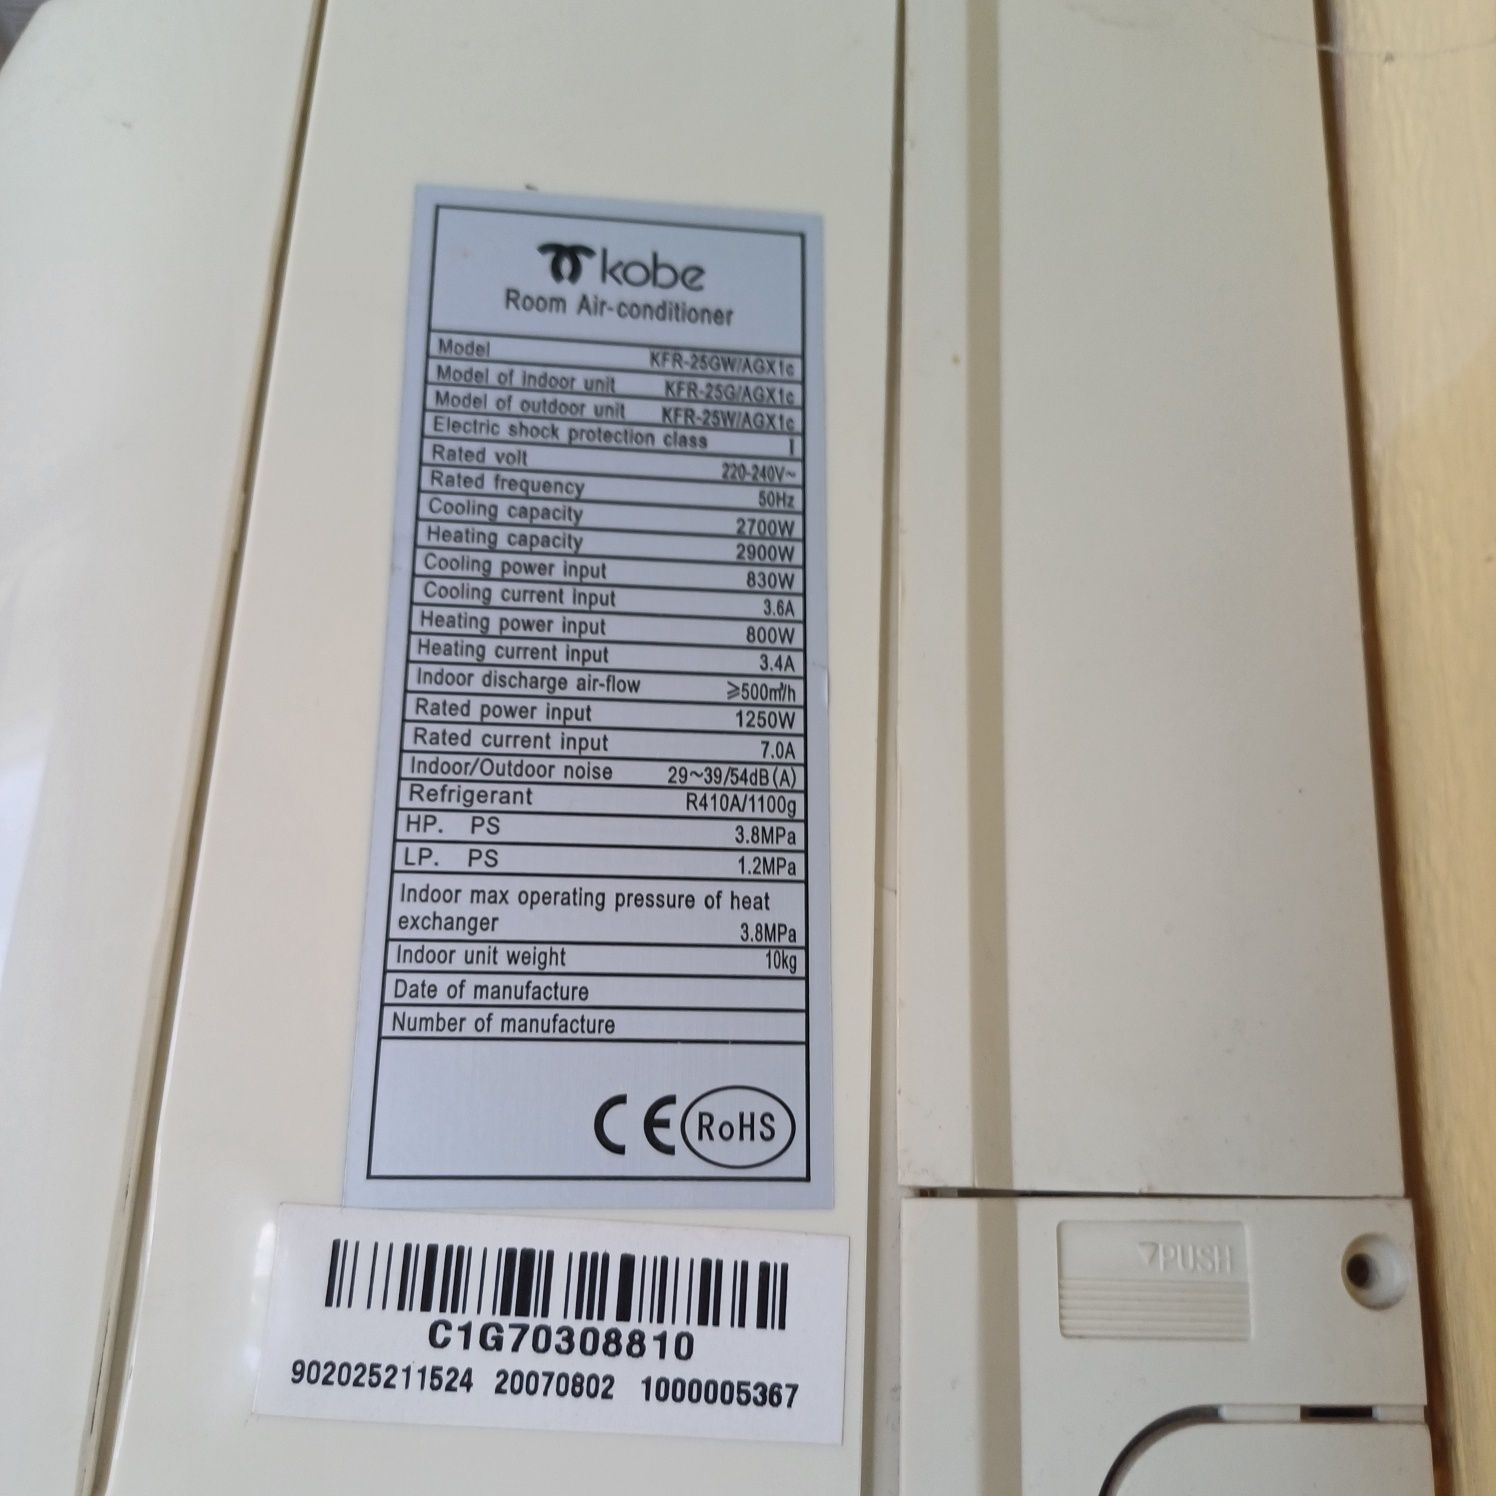 kobe
Room Air-conditioner
Model KFR-25GW/AGX1c
Model of indoor unit KFR-25G/AGX1c
Model of outdoor unit KFR-25W/AGX1c
Electric shock protection class I
Rated volt 220-240V~
Rated frequency 50Hz
Cooling capacity 2700W
Heating capacity 2900W
Cooling power input 830W
Cooling current input 3.6A
Heating power input 800W
Heating current input 3.4A
Indoor discharge air-flow ≥500m³/h
Rated power input 1250W
Rated current input 7.0A
Indoor/Outdoor noise 29~39/54dB(A)
Refrigerant R410A/1100g
HP. PS 3.8MPa
LP. PS 1.2MPa
Indoor max operating pressure of heat
exchanger 3.8MPa
Indoor unit weight 10kg
Date of manufacture
Number of manufacture
CE RoHS
C1G70308810
902025211524 20070802 1000005367
▽PUSH